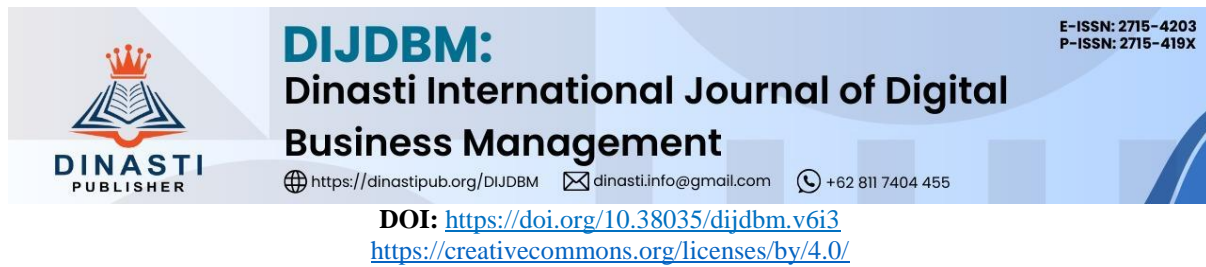 E-ISSN: 2715-4203
P-ISSN: 2715-419X
DIJDBM:
Dinasti International Journal of Digital
Business Management
DINASTI
PUBLISHER
https://dinastipub.org/DIJDBM dinasti.info@gmail.com +62 811 7404 455
DOI: https://doi.org/10.38035/dijdbm.v6i3
https://creativecommons.org/licenses/by/4.0/